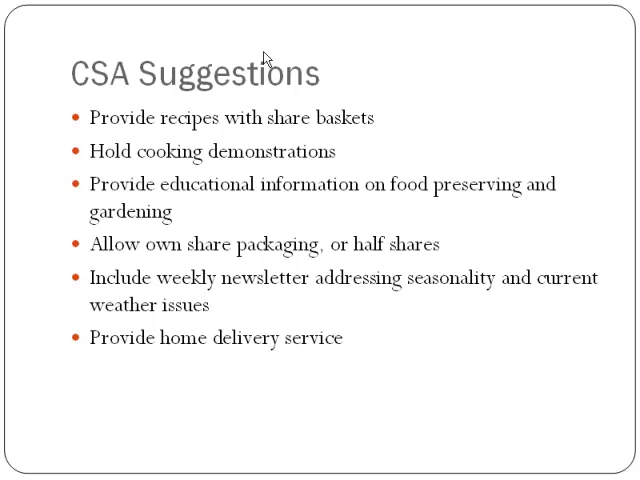 CSA Suggestions
• Provide recipes with share baskets
• Hold cooking demonstrations
• Provide educational information on food preserving and
gardening
• Allow own share packaging, or half shares
• Include weekly newsletter addressing seasonality and current
weather issues
• Provide home delivery service